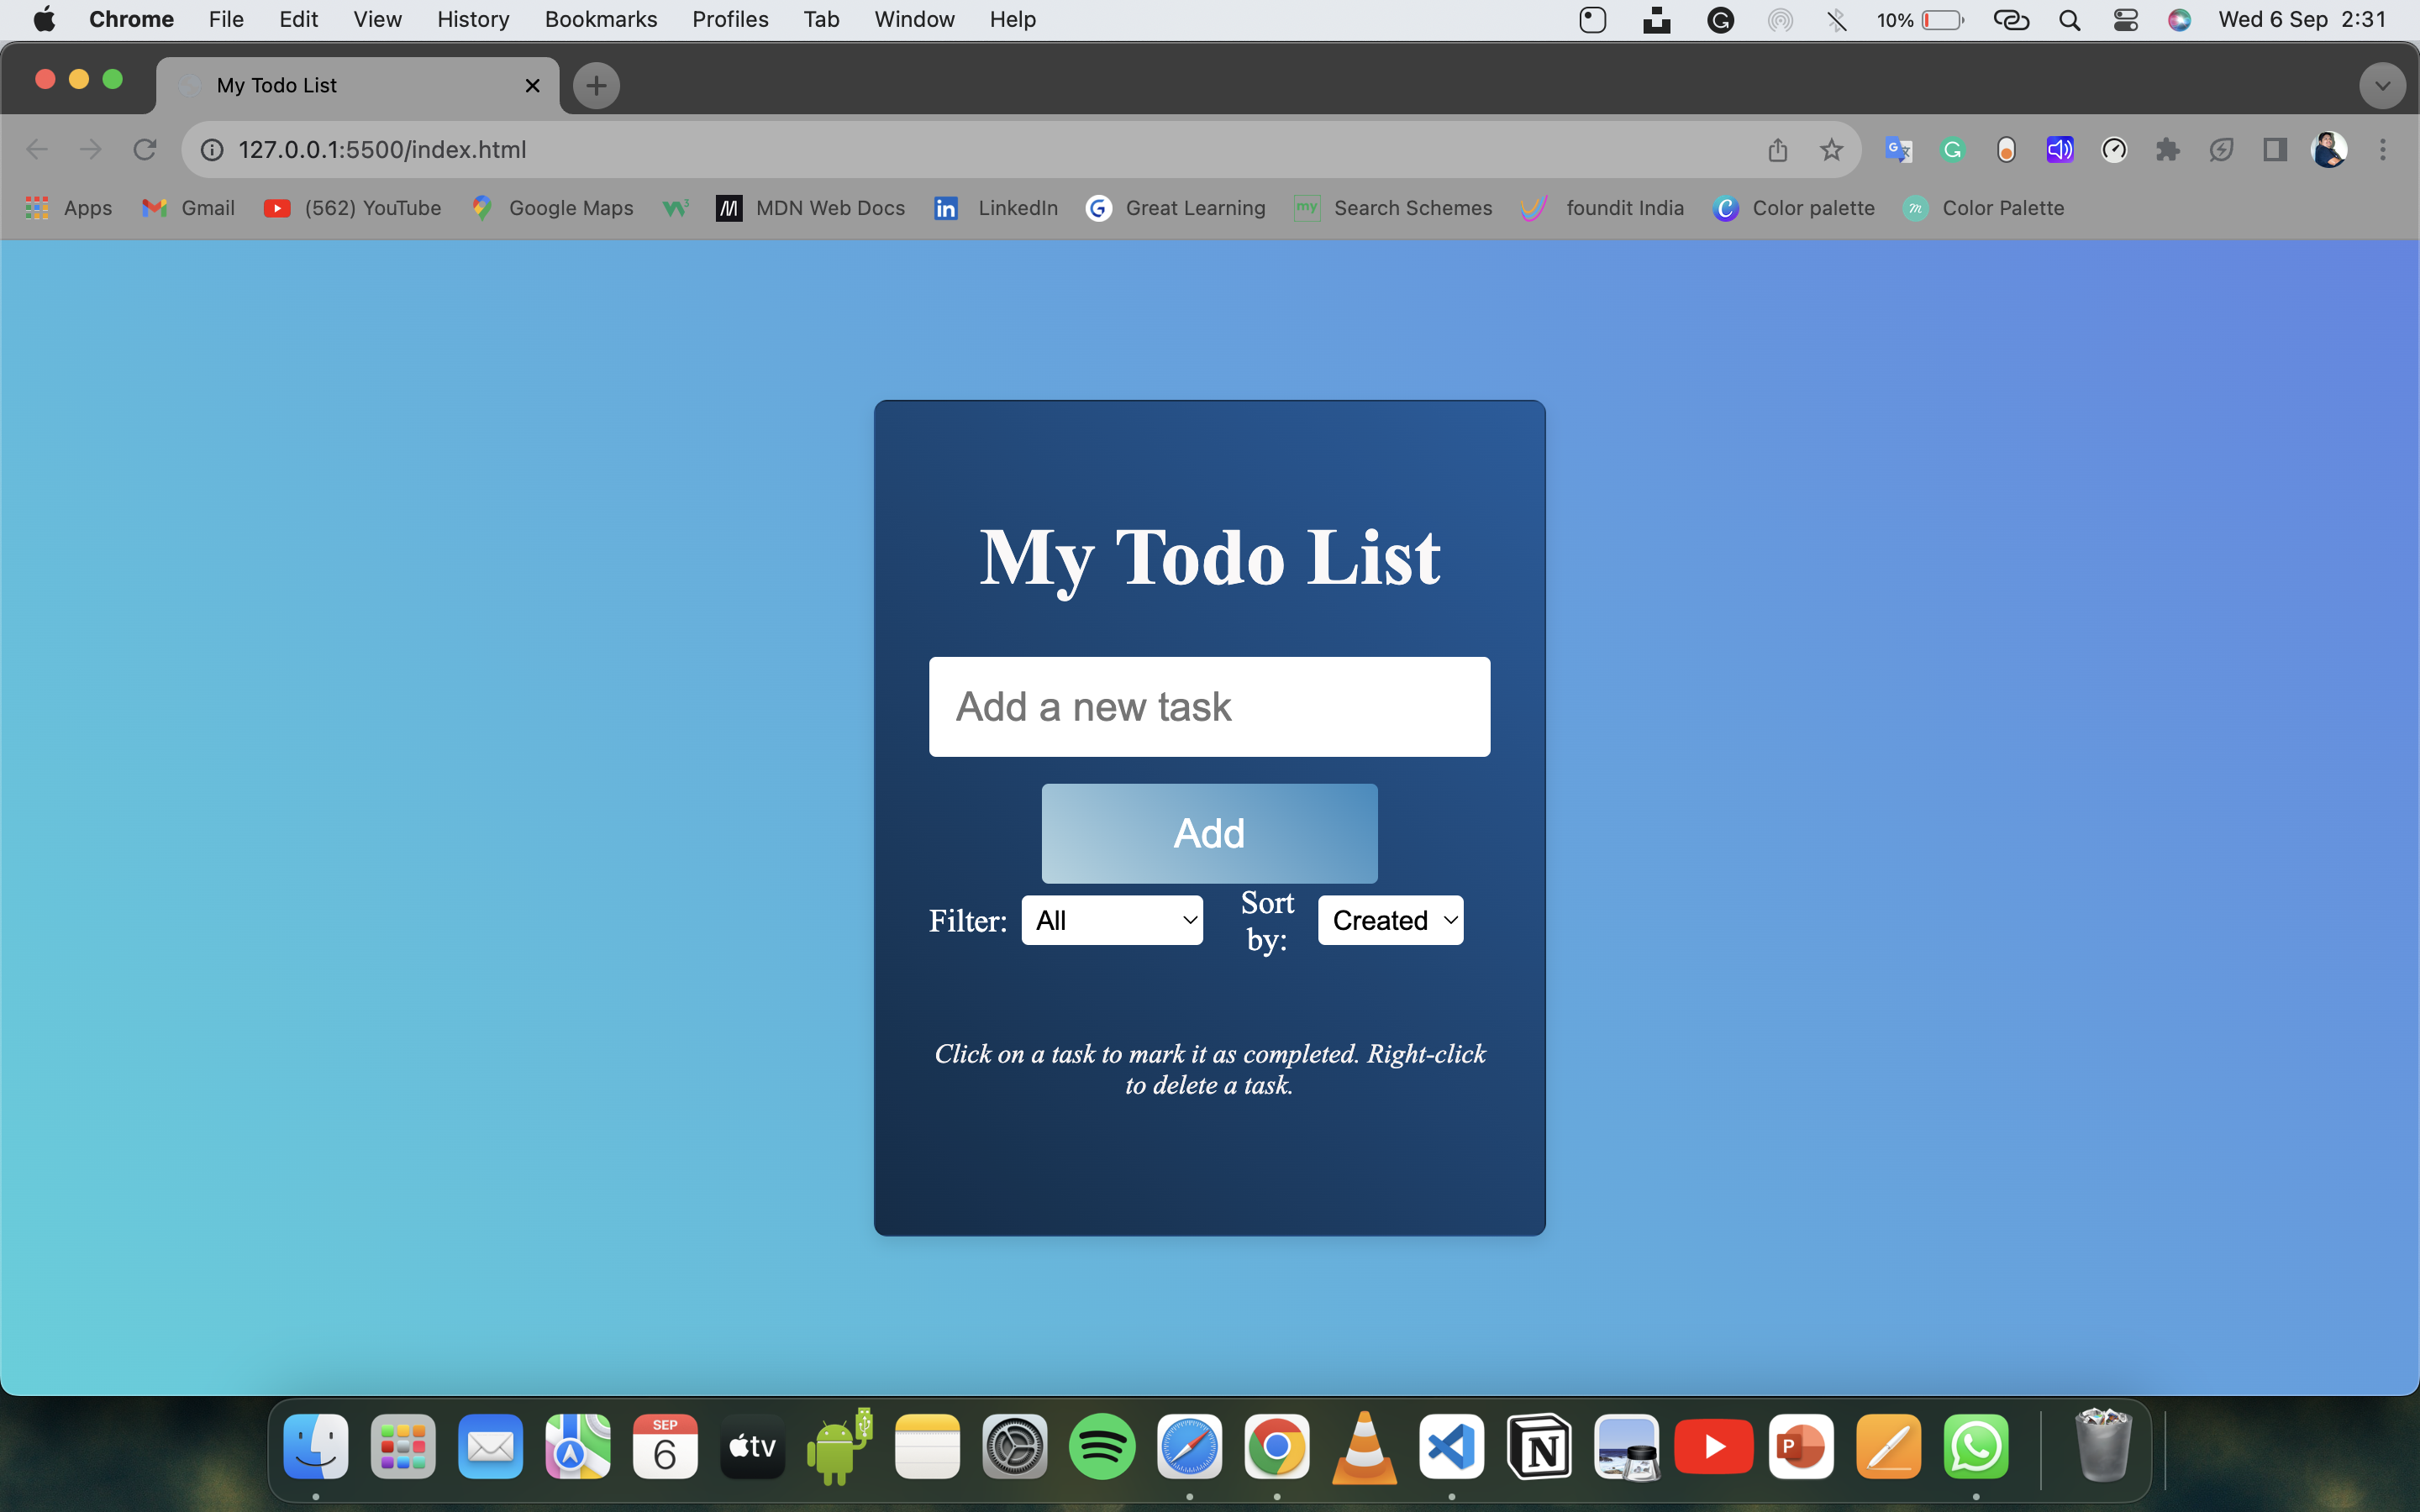 Chrome File Edit View History Bookmarks Profiles Tab Window Help 10% Wed 6 Sep 2:31
My Todo List
127.0.0.1:5500/index.html
Apps Gmail (562) YouTube Google Maps MDN Web Docs LinkedIn Great Learning my Search Schemes foundit India Color palette Color Palette
My Todo List
Add a new task
Add
Filter: All Sort by: Created
Click on a task to mark it as completed. Right-click
to delete a task.
SEP
6
tv